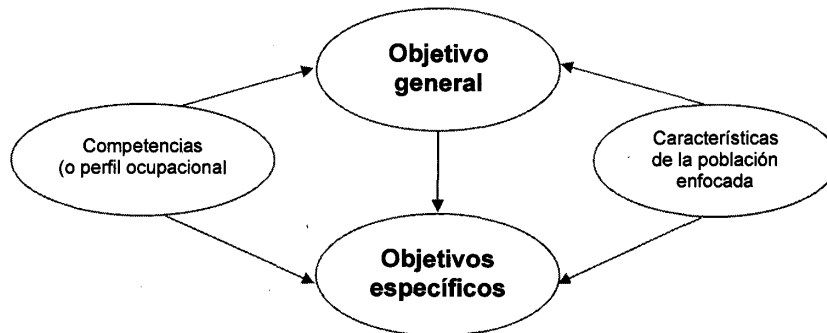 Objetivo
general
Competencias
(o perfil ocupacional
Características
de la población
enfocada
Objetivos
específicos